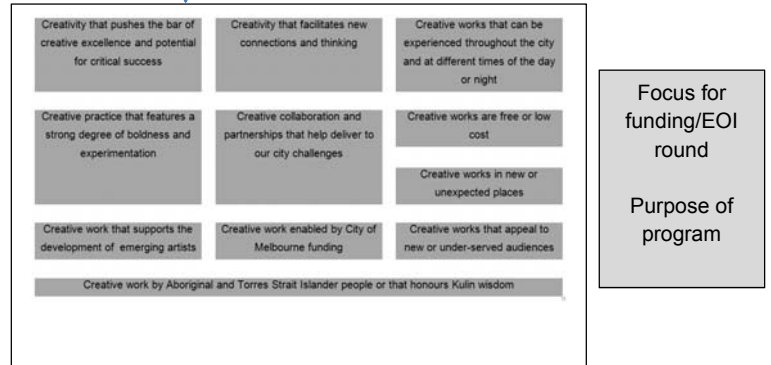 Creativity that pushes the bar of
creative excellence and potential
for critical success
Creativity that facilitates new
connections and thinking
Creative works that can be
experienced throughout the city
and at different times of the day
or night
Creative practice that features a
strong degree of boldness and
experimentation
Creative collaboration and
partnerships that help deliver to
our city challenges
Creative works are free or low
cost
Creative works in new or
unexpected places
Creative work that supports the
development of emerging artists
Creative work enabled by City of
Melbourne funding
Creative works that appeal to
new or under-served audiences
Creative work by Aboriginal and Torres Strait Islander people or that honours Kulin wisdom
Focus for
funding/EOI
round
Purpose of
program